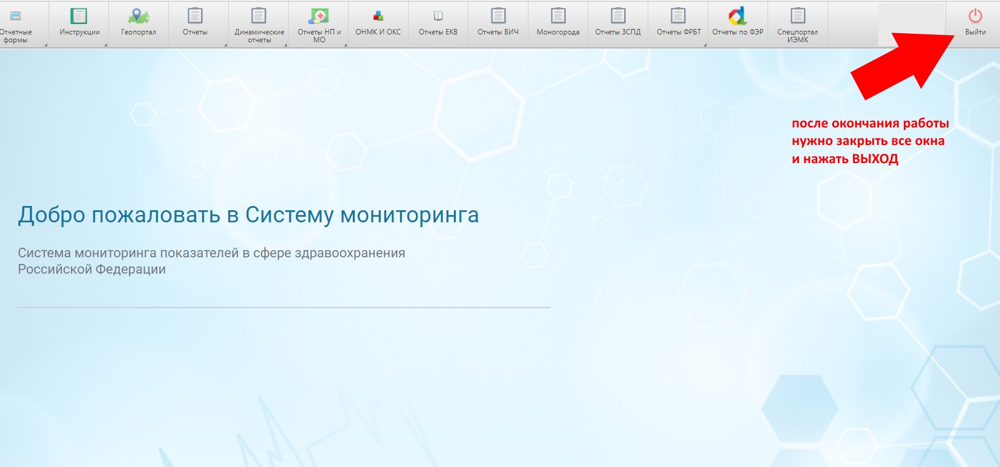 Отчетные
формы
Инструкции
Геопортал
Отчеты
Динамические
отчеты
Отчеты НП и
МО
ОНМК И ОКС
Отчеты ЕКВ
Отчеты ВИЧ
Моногорода
Отчеты ЗСПД
Отчеты ФРБТ
Отчеты по ФЭР
Спецпортал
ИЭМК
Выйти
после окончания работы
нужно закрыть все окна
и нажать ВЫХОД
Добро пожаловать в Систему мониторинга
Система мониторинга показателей в сфере здравоохранения
Российской Федерации